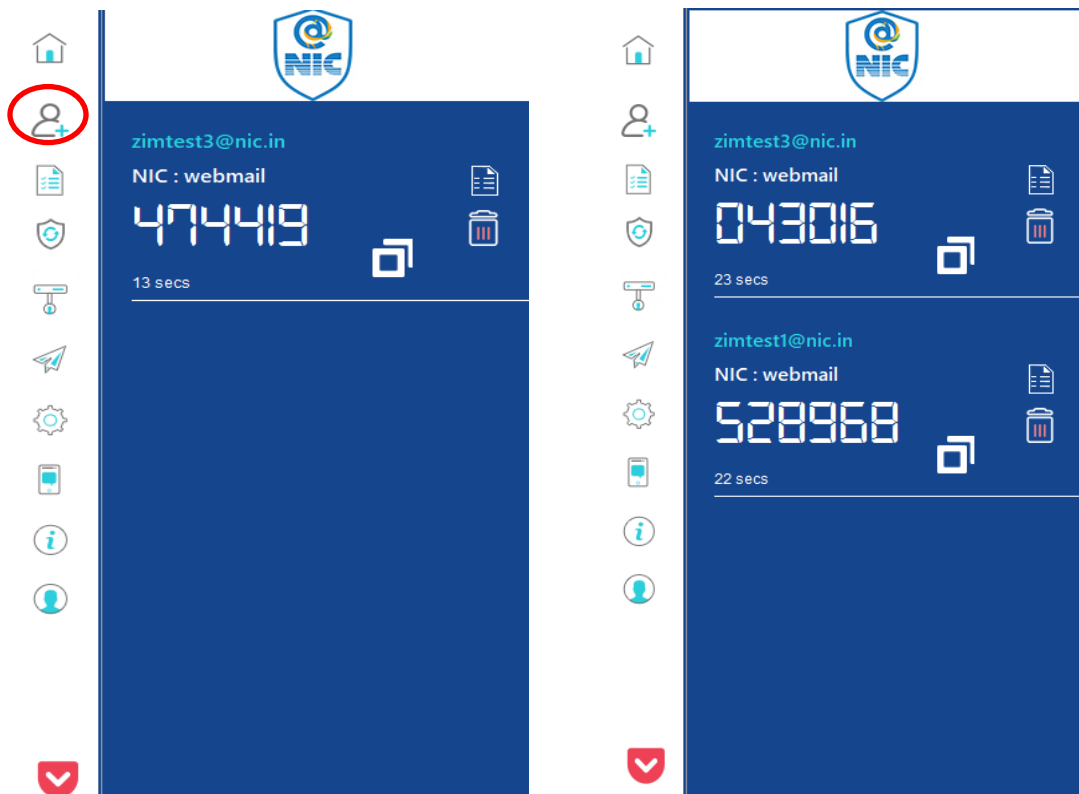 @
NIC
zimtest3@nic.in
NIC : webmail
474419
13 secs
@
NIC
zimtest3@nic.in
NIC : webmail
043016
23 secs
zimtest1@nic.in
NIC : webmail
528968
22 secs